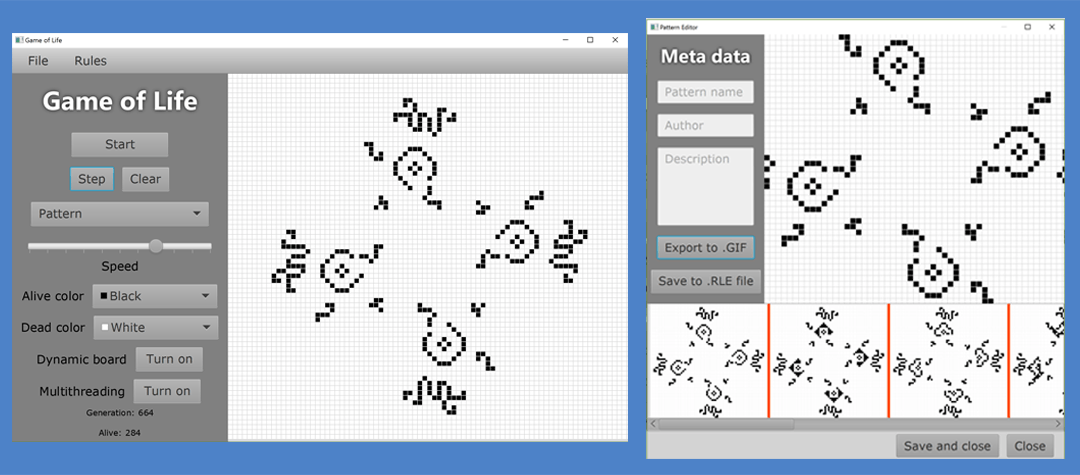 Game of Life
File Rules
Game of Life
Start
Step Clear
Pattern
Speed
Alive color Black
Dead color White
Dynamic board Turn on
Multithreading Turn on
Generation: 664
Alive: 284
Pattern Editor
Meta data
Pattern name
Author
Description
Export to .GIF
Save to .RLE file
Save and close Close